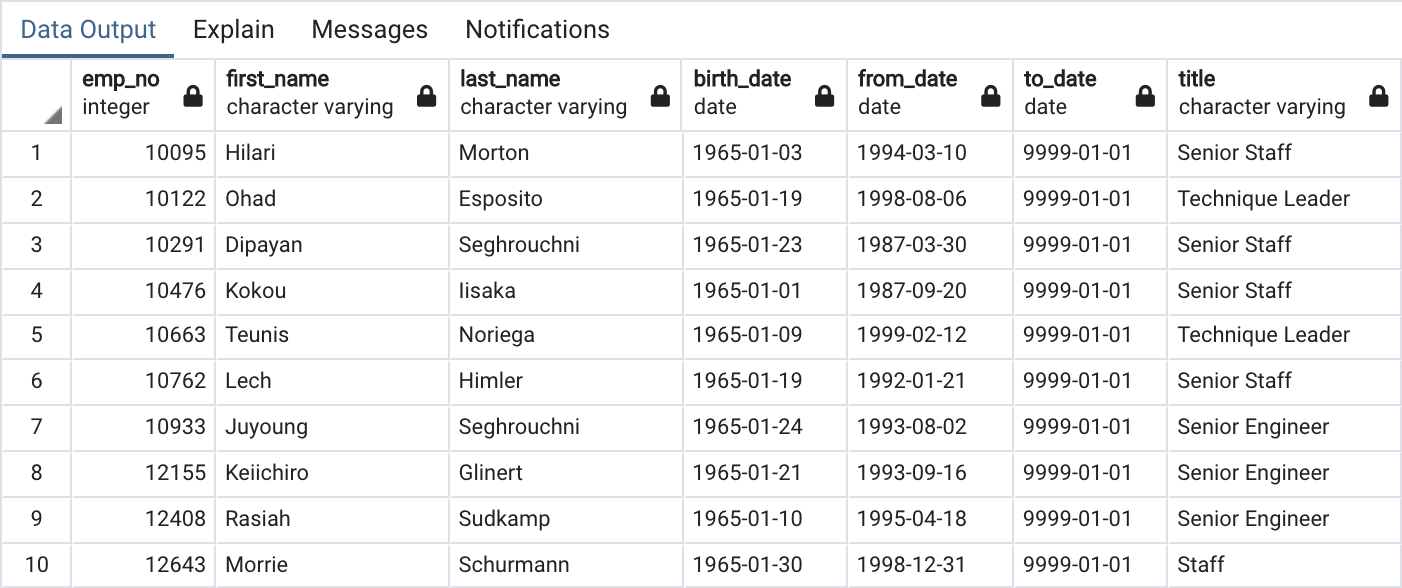 Data Output Explain Messages Notifications
emp_no first_name last_name birth_date from_date to_date title
integer character varying character varying date date date character varying
1 10095 Hilari Morton 1965-01-03 1994-03-10 9999-01-01 Senior Staff
2 10122 Ohad Esposito 1965-01-19 1998-08-06 9999-01-01 Technique Leader
3 10291 Dipayan Seghrouchni 1965-01-23 1987-03-30 9999-01-01 Senior Staff
4 10476 Kokou Iisaka 1965-01-01 1987-09-20 9999-01-01 Senior Staff
5 10663 Teunis Noriega 1965-01-09 1999-02-12 9999-01-01 Technique Leader
6 10762 Lech Himler 1965-01-19 1992-01-21 9999-01-01 Senior Staff
7 10933 Juyoung Seghrouchni 1965-01-24 1993-08-02 9999-01-01 Senior Engineer
8 12155 Keiichiro Glinert 1965-01-21 1993-09-16 9999-01-01 Senior Engineer
9 12408 Rasiah Sudkamp 1965-01-10 1995-04-18 9999-01-01 Senior Engineer
10 12643 Morrie Schurmann 1965-01-30 1998-12-31 9999-01-01 Staff